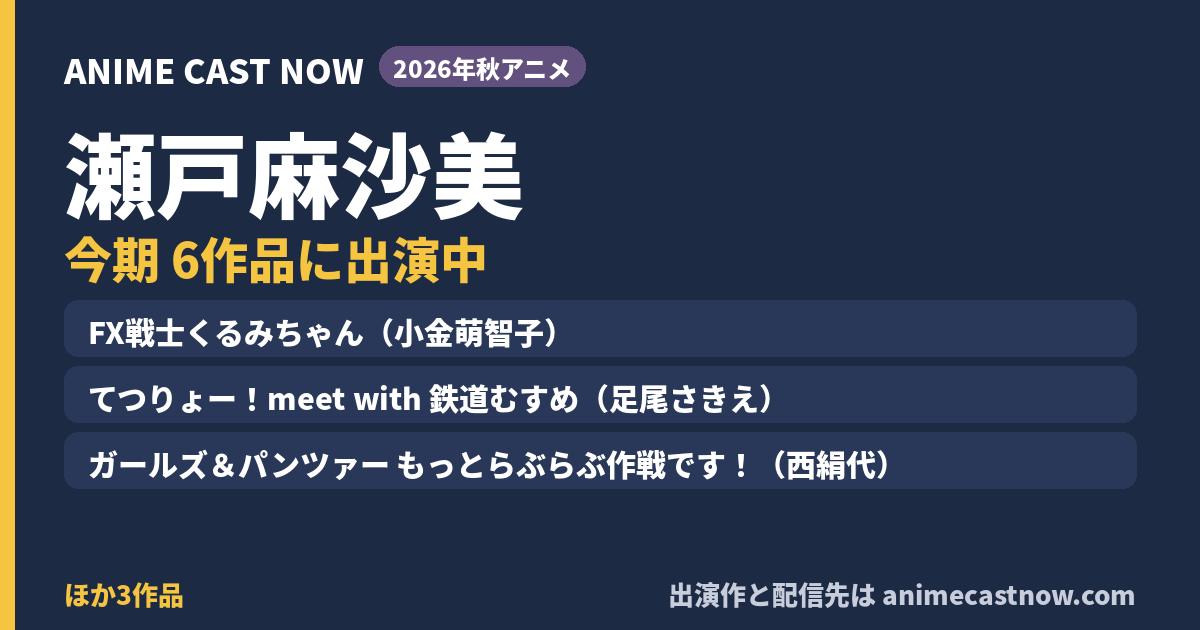 ANIME CAST NOW 2026年秋アニメ
瀬戸麻沙美
今期 6作品に出演中
FX戦士くるみちゃん（小金萌智子）
てつりょー！meet with 鉄道むすめ（足尾さきえ）
ガールズ＆パンツァー もっとらぶらぶ作戦です！（西絹代）
ほか3作品
出演作と配信先は animecastnow.com